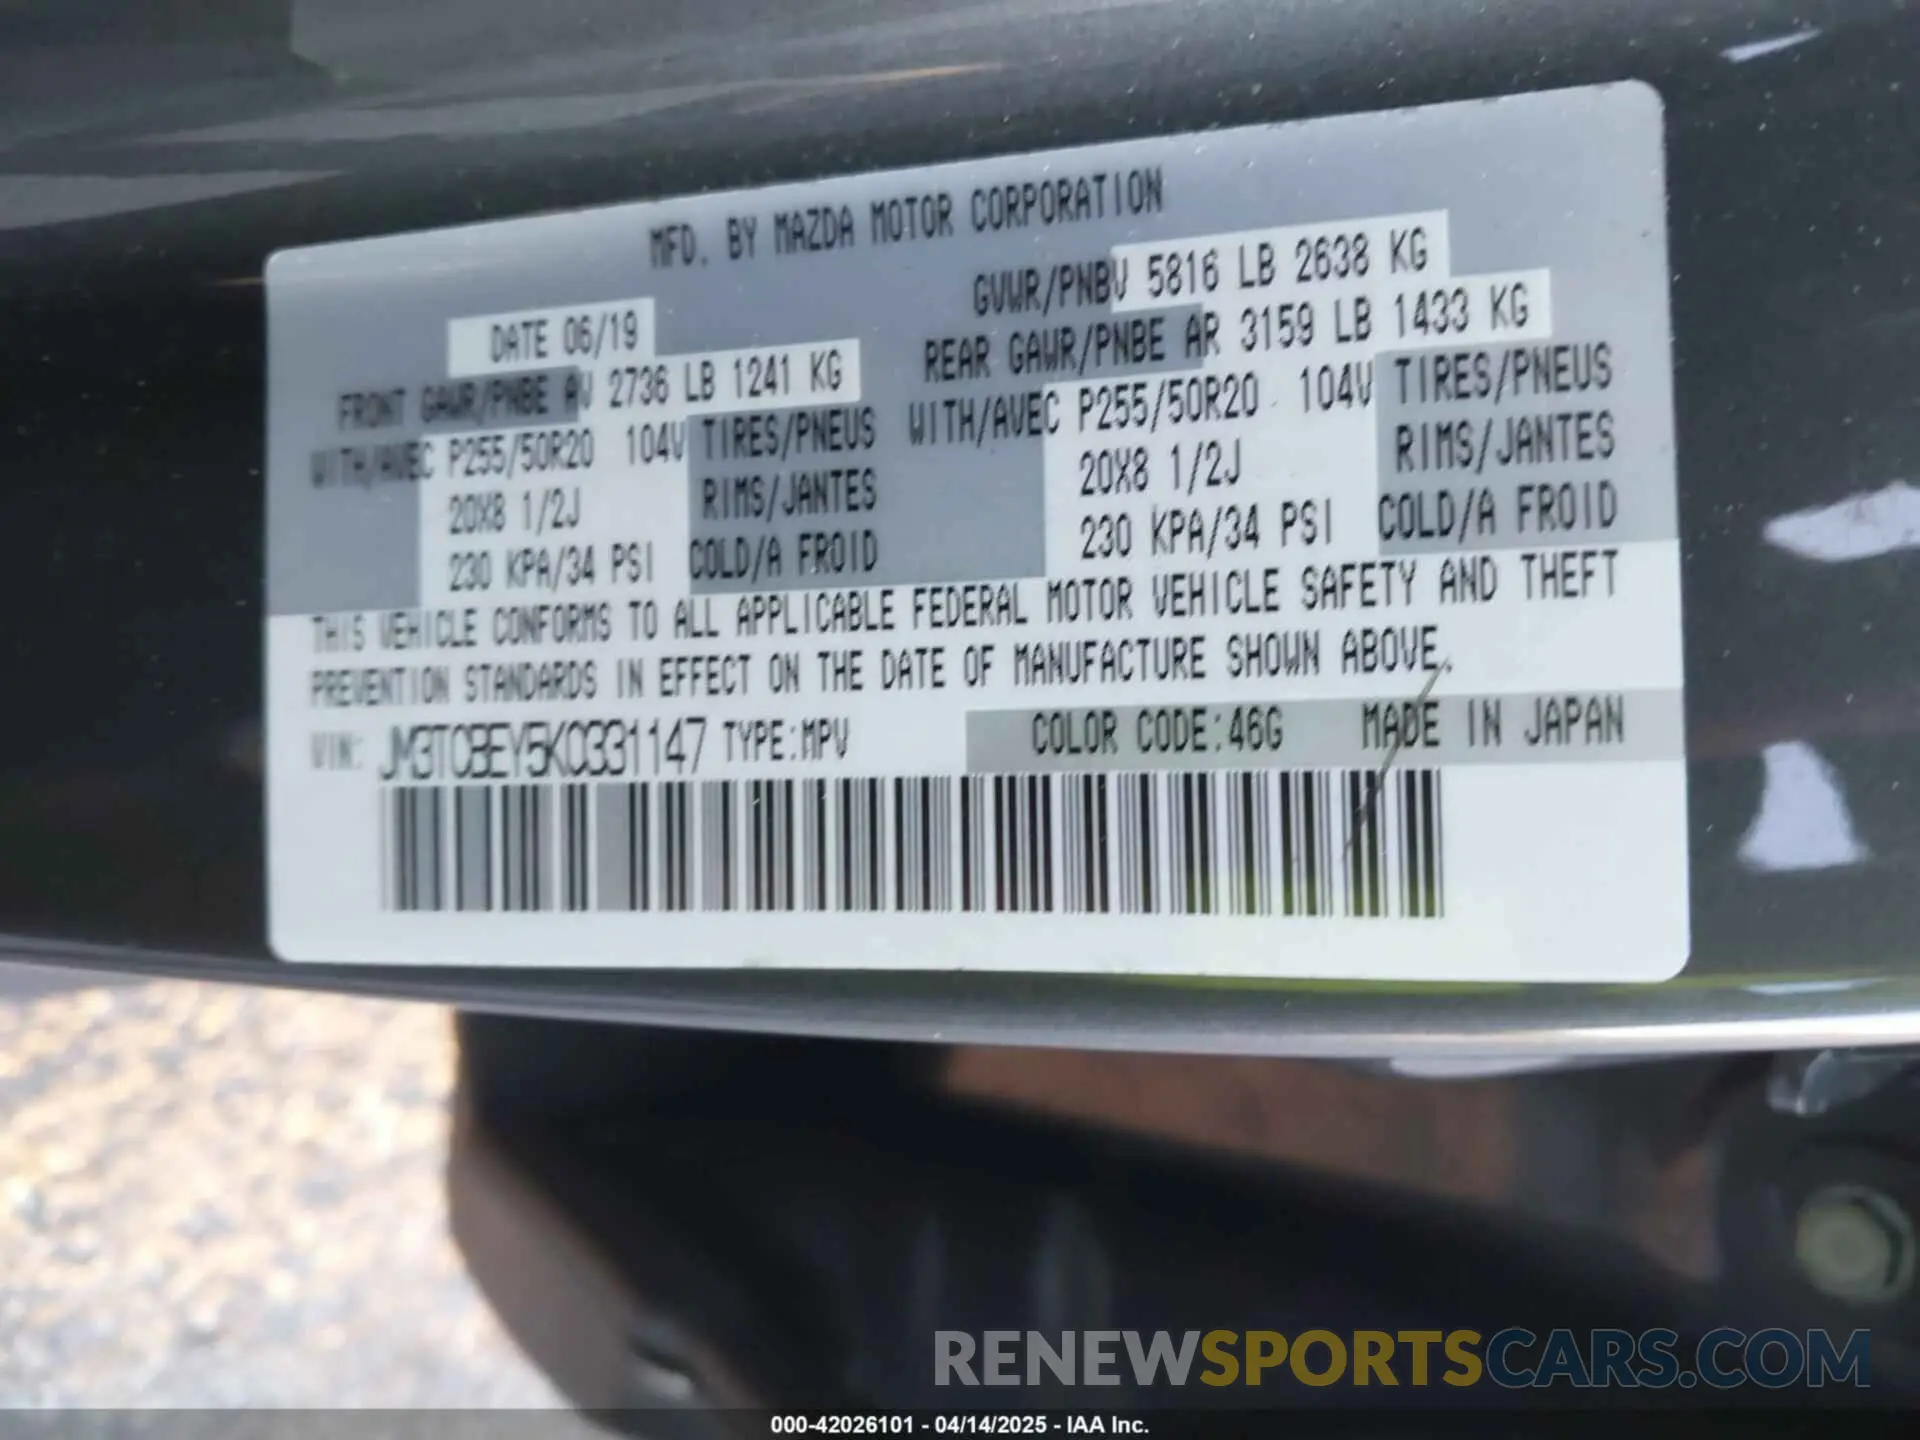 MFD. BY MAZDA MOTOR CORPORATION
DATE 06/19
GVWR/PNBV 5816 LB 2638 KG
FRONT GAWR/PNBE AV 2736 LB 1241 KG
REAR GAWR/PNBE AR 3159 LB 1433 KG
WITH/AVEC P255/50R20 104V TIRES/PNEUS
WITH/AVEC P255/50R20 104V TIRES/PNEUS
20X8 1/2J RIMS/JANTES
20X8 1/2J RIMS/JANTES
230 KPA/34 PSI COLD/A FROID
230 KPA/34 PSI COLD/A FROID
THIS VEHICLE CONFORMS TO ALL APPLICABLE FEDERAL MOTOR VEHICLE SAFETY AND THEFT
PREVENTION STANDARDS IN EFFECT ON THE DATE OF MANUFACTURE SHOWN ABOVE.
VIN: JM3TCBEY5K0331147 TYPE:MPV COLOR CODE:46G MADE IN JAPAN
RENEWSPORTSCARS.COM
000-42026101 - 04/14/2025 - IAA Inc.